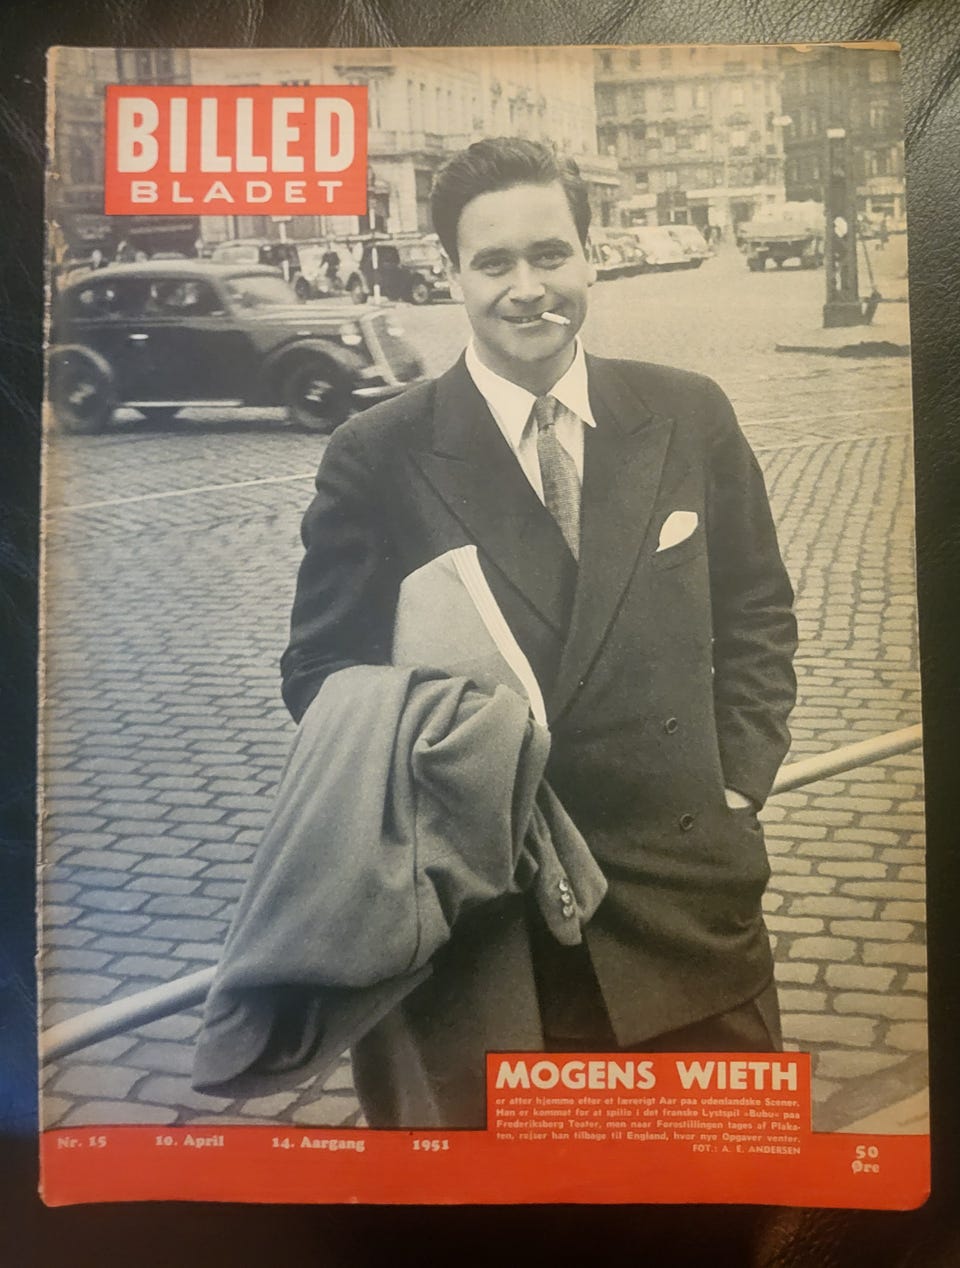 BILLED
BLADET
MOGENS WIETH
er atter hjemme efter et lærerigt Aar paa udenlandske Scener.
Han er kommet for at spille i det franske Lystspil »Bubu« paa
Frederiksberg Teater, men naar Forestillingen tages af Plaka-
ten, rejser han tilbage til England, hvor nye Opgaver venter.
FOT.: A. E. ANDERSEN
Nr. 15 10. April 14. Aargang 1951
50
Øre